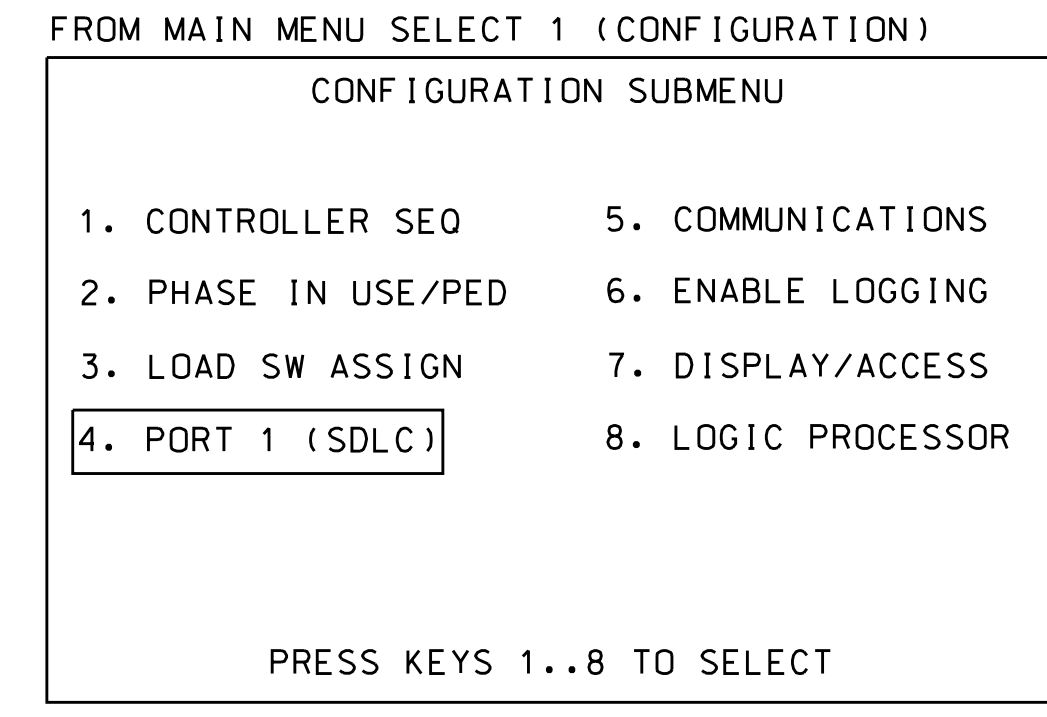 FROM MAIN MENU SELECT 1 (CONFIGURATION)
CONFIGURATION SUBMENU
1. CONTROLLER SEQ
2. PHASE IN USE/PED
3. LOAD SW ASSIGN
4. PORT 1 (SDLC)
5. COMMUNICATIONS
6. ENABLE LOGGING
7. DISPLAY/ACCESS
8. LOGIC PROCESSOR
PRESS KEYS 1..8 TO SELECT